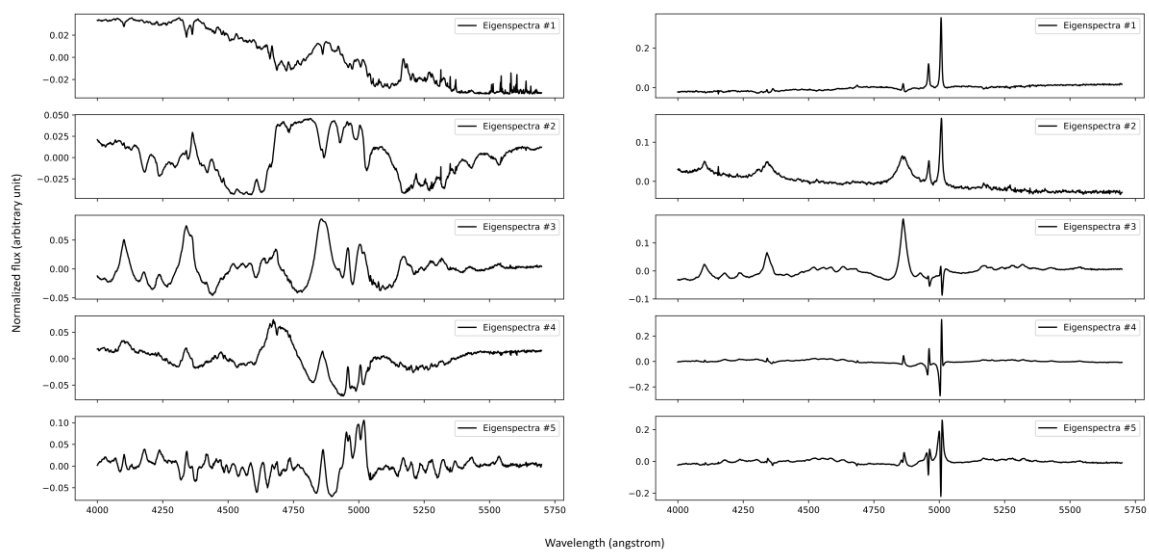 Eigenspectra #1
0.02
0.00
−0.02
Eigenspectra #2
0.050
0.025
0.000
−0.025
Eigenspectra #3
0.05
0.00
−0.05
Eigenspectra #4
0.05
0.00
−0.05
Eigenspectra #5
0.10
0.05
0.00
−0.05
4000 4250 4500 4750 5000 5250 5500 5750
Eigenspectra #1
0.2
0.0
Eigenspectra #2
0.1
0.0
Eigenspectra #3
0.1
0.0
−0.1
Eigenspectra #4
0.2
0.0
−0.2
Eigenspectra #5
0.2
0.0
−0.2
4000 4250 4500 4750 5000 5250 5500 5750
Normalized flux (arbitrary unit)
Wavelength (angstrom)